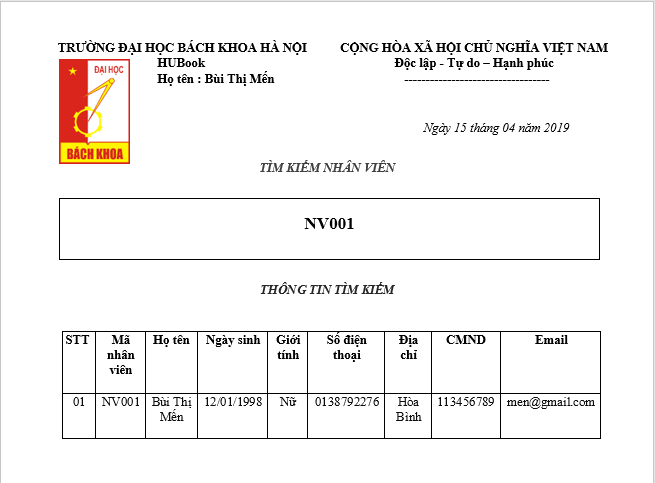 TRƯỜNG ĐẠI HỌC BÁCH KHOA HÀ NỘI
HUBook
Họ tên : Bùi Thị Mến
CỘNG HÒA XÃ HỘI CHỦ NGHĨA VIỆT NAM
Độc lập - Tự do – Hạnh phúc
----------------------------------
ĐẠI HỌC
BÁCH KHOA
Ngày 15 tháng 04 năm 2019
TÌM KIẾM NHÂN VIÊN
NV001
THÔNG TIN TÌM KIẾM
STT Mã nhân viên Họ tên Ngày sinh Giới tính Số điện thoại Địa chỉ CMND Email
01 NV001 Bùi Thị Mến 12/01/1998 Nữ 0138792276 Hòa Bình 113456789 men@gmail.com